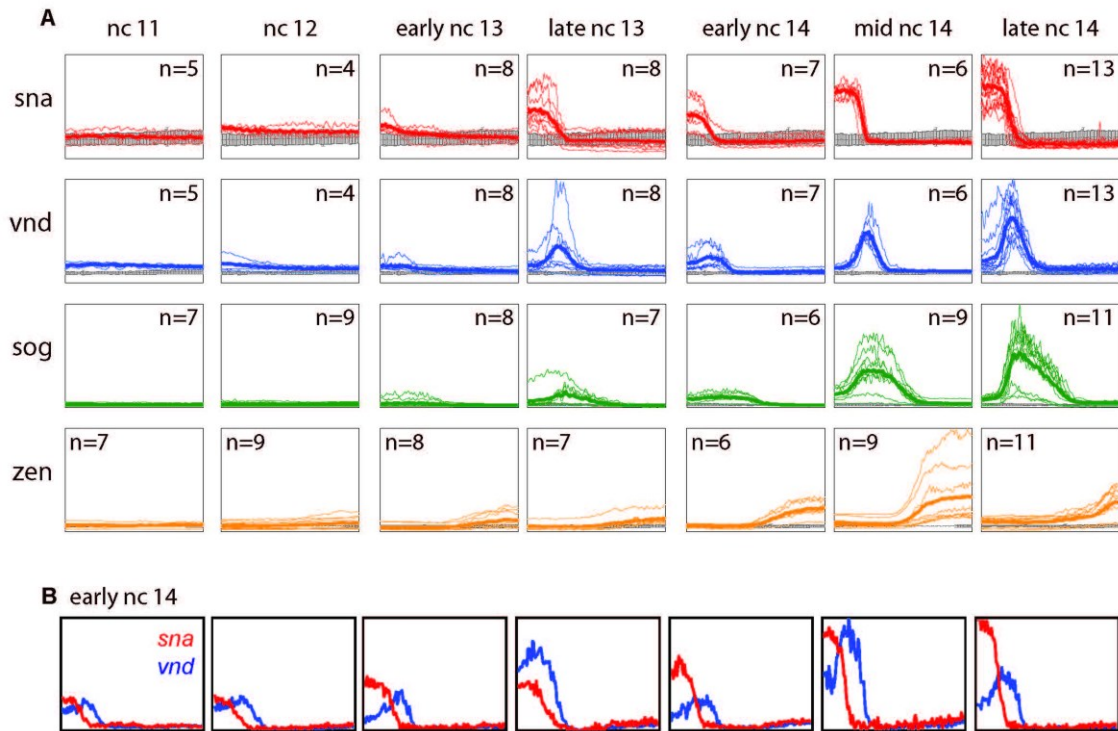 A
nc 11 nc 12 early nc 13 late nc 13 early nc 14 mid nc 14 late nc 14
sna n=5 n=4 n=8 n=8 n=7 n=6 n=13
vnd n=5 n=4 n=8 n=8 n=7 n=6 n=13
sog n=7 n=9 n=8 n=7 n=6 n=9 n=11
zen n=7 n=9 n=8 n=7 n=6 n=9 n=11
B early nc 14
sna
vnd